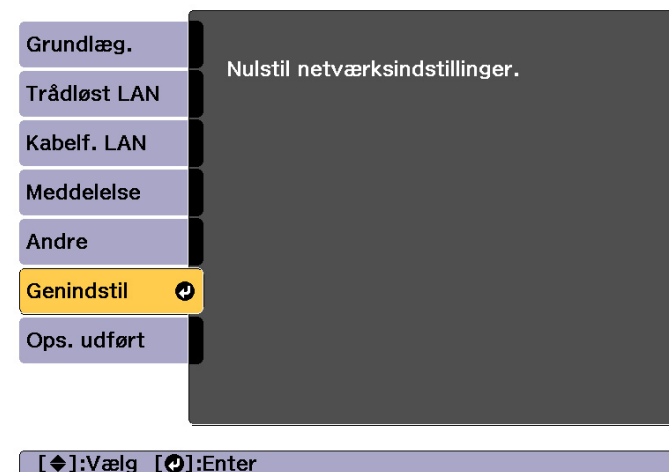 Grundlæg.
Nulstil netværksindstillinger.
Trådløst LAN
Kabelf. LAN
Meddelelse
Andre
Genindstil
Ops. udført
[◆]:Vælg [↵]:Enter